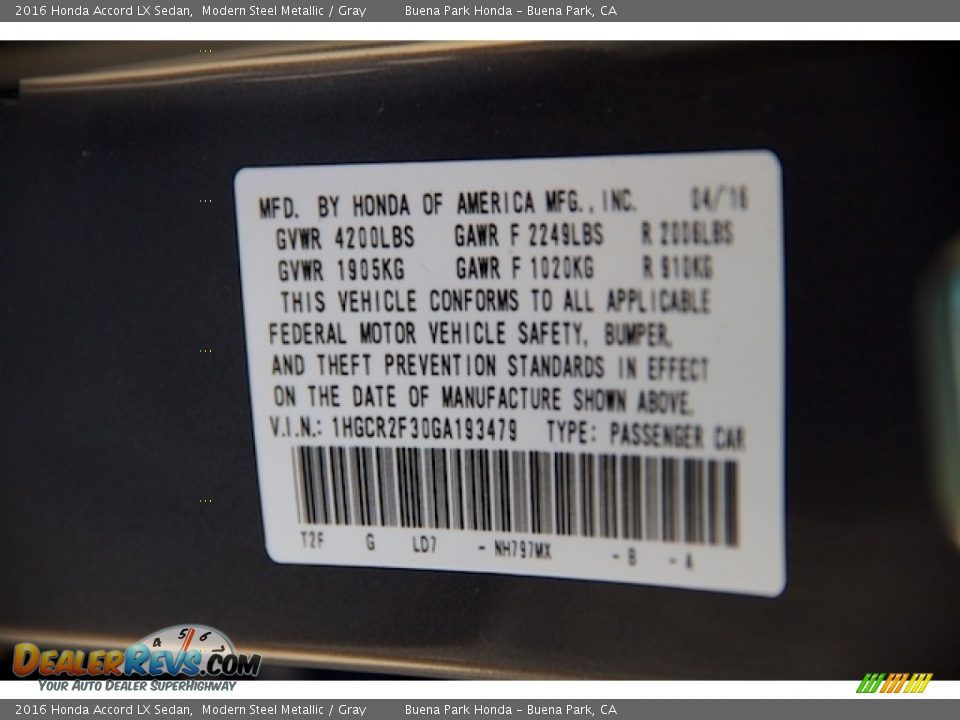 2016 Honda Accord LX Sedan, Modern Steel Metallic / Gray Buena Park Honda – Buena Park, CA
MFD. BY HONDA OF AMERICA MFG., INC. 04/'16
GVWR 4200LBS GAWR F 2249LBS R 2006LBS
GVWR 1905KG GAWR F 1020KG R 910KG
THIS VEHICLE CONFORMS TO ALL APPLICABLE
FEDERAL MOTOR VEHICLE SAFETY, BUMPER,
AND THEFT PREVENTION STANDARDS IN EFFECT
ON THE DATE OF MANUFACTURE SHOWN ABOVE.
V.I.N.: 1HGCR2F30GA193479 TYPE: PASSENGER CAR
T2F G LD7 - NH797MX - B - A
4 5 6 7
DEALERREVS.COM
YOUR AUTO DEALER SUPERHIGHWAY
2016 Honda Accord LX Sedan, Modern Steel Metallic / Gray Buena Park Honda – Buena Park, CA